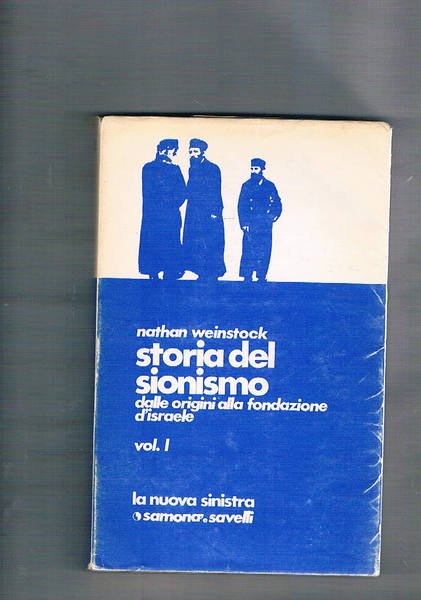 nathan weinstock
storia del
sionismo
dalle origini alla fondazione
d'israele
vol. I
la nuova sinistra
samonà e savelli